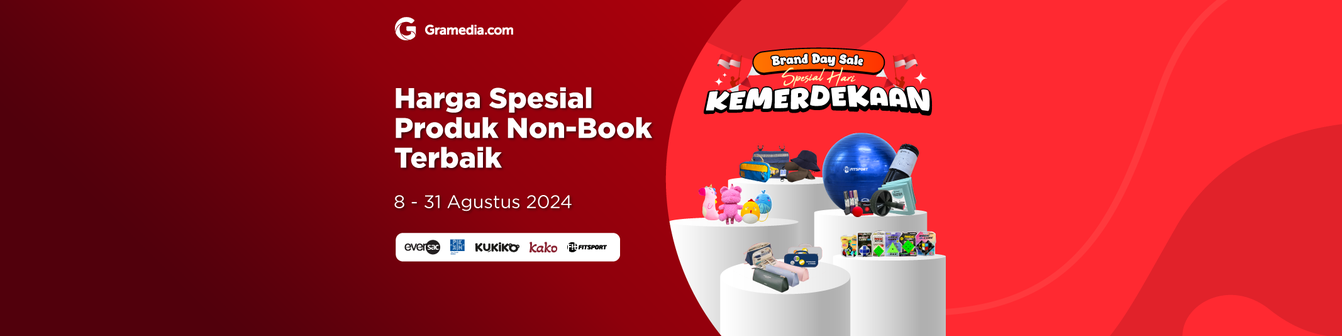 Gramedia.com
Harga Spesial
Produk Non-Book
Terbaik
8 - 31 Agustus 2024
eversac KUKIKO kako FITSPORT
Brand Day Sale
Spesial Hari
KEMERDEKAAN
FITSPORT